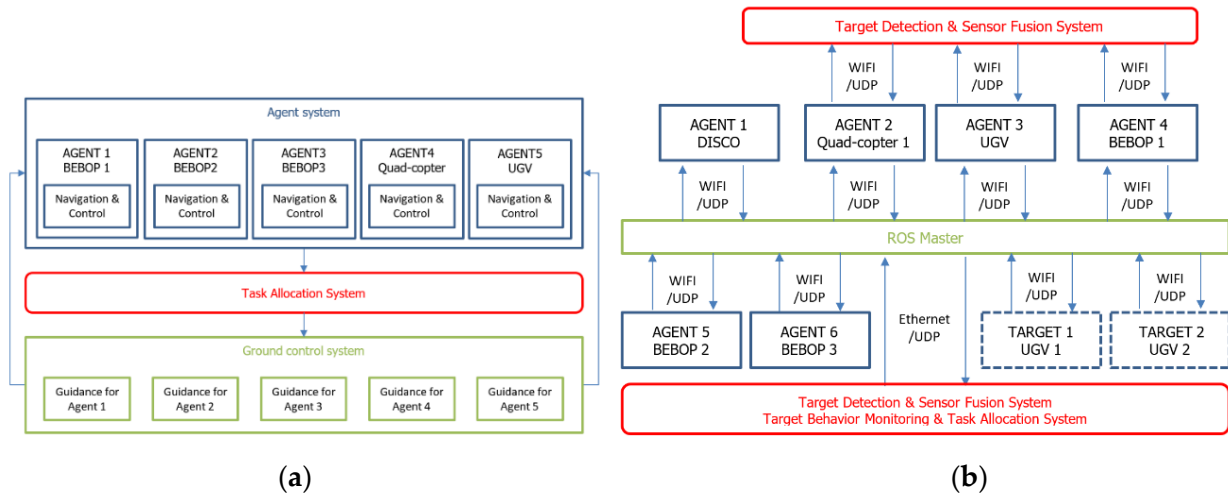 Agent system
AGENT 1
BEBOP 1
Navigation &
Control
AGENT2
BEBOP2
Navigation &
Control
AGENT3
BEBOP3
Navigation &
Control
AGENT4
Quad-copter
Navigation &
Control
AGENT5
UGV
Navigation &
Control
Task Allocation System
Ground control system
Guidance for
Agent 1
Guidance for
Agent 2
Guidance for
Agent 3
Guidance for
Agent 4
Guidance for
Agent 5
(a)
Target Detection & Sensor Fusion System
WIFI
/UDP
WIFI
/UDP
WIFI
/UDP
AGENT 1
DISCO
AGENT 2
Quad-copter 1
AGENT 3
UGV
AGENT 4
BEBOP 1
WIFI
/UDP
WIFI
/UDP
WIFI
/UDP
WIFI
/UDP
ROS Master
WIFI
/UDP
WIFI
/UDP
WIFI
/UDP
WIFI
/UDP
Ethernet
/UDP
AGENT 5
BEBOP 2
AGENT 6
BEBOP 3
TARGET 1
UGV 1
TARGET 2
UGV 2
Target Detection & Sensor Fusion System
Target Behavior Monitoring & Task Allocation System
(b)